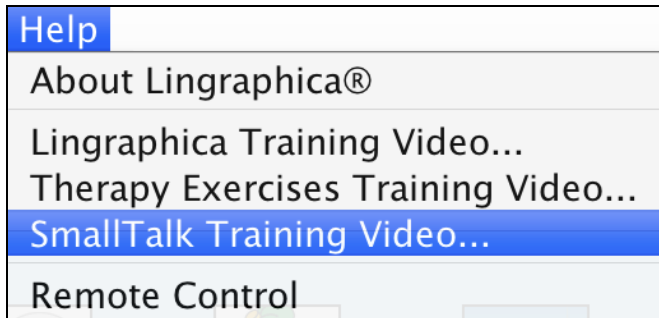 Help
About Lingraphica®
Lingraphica Training Video...
Therapy Exercises Training Video...
SmallTalk Training Video...
Remote Control